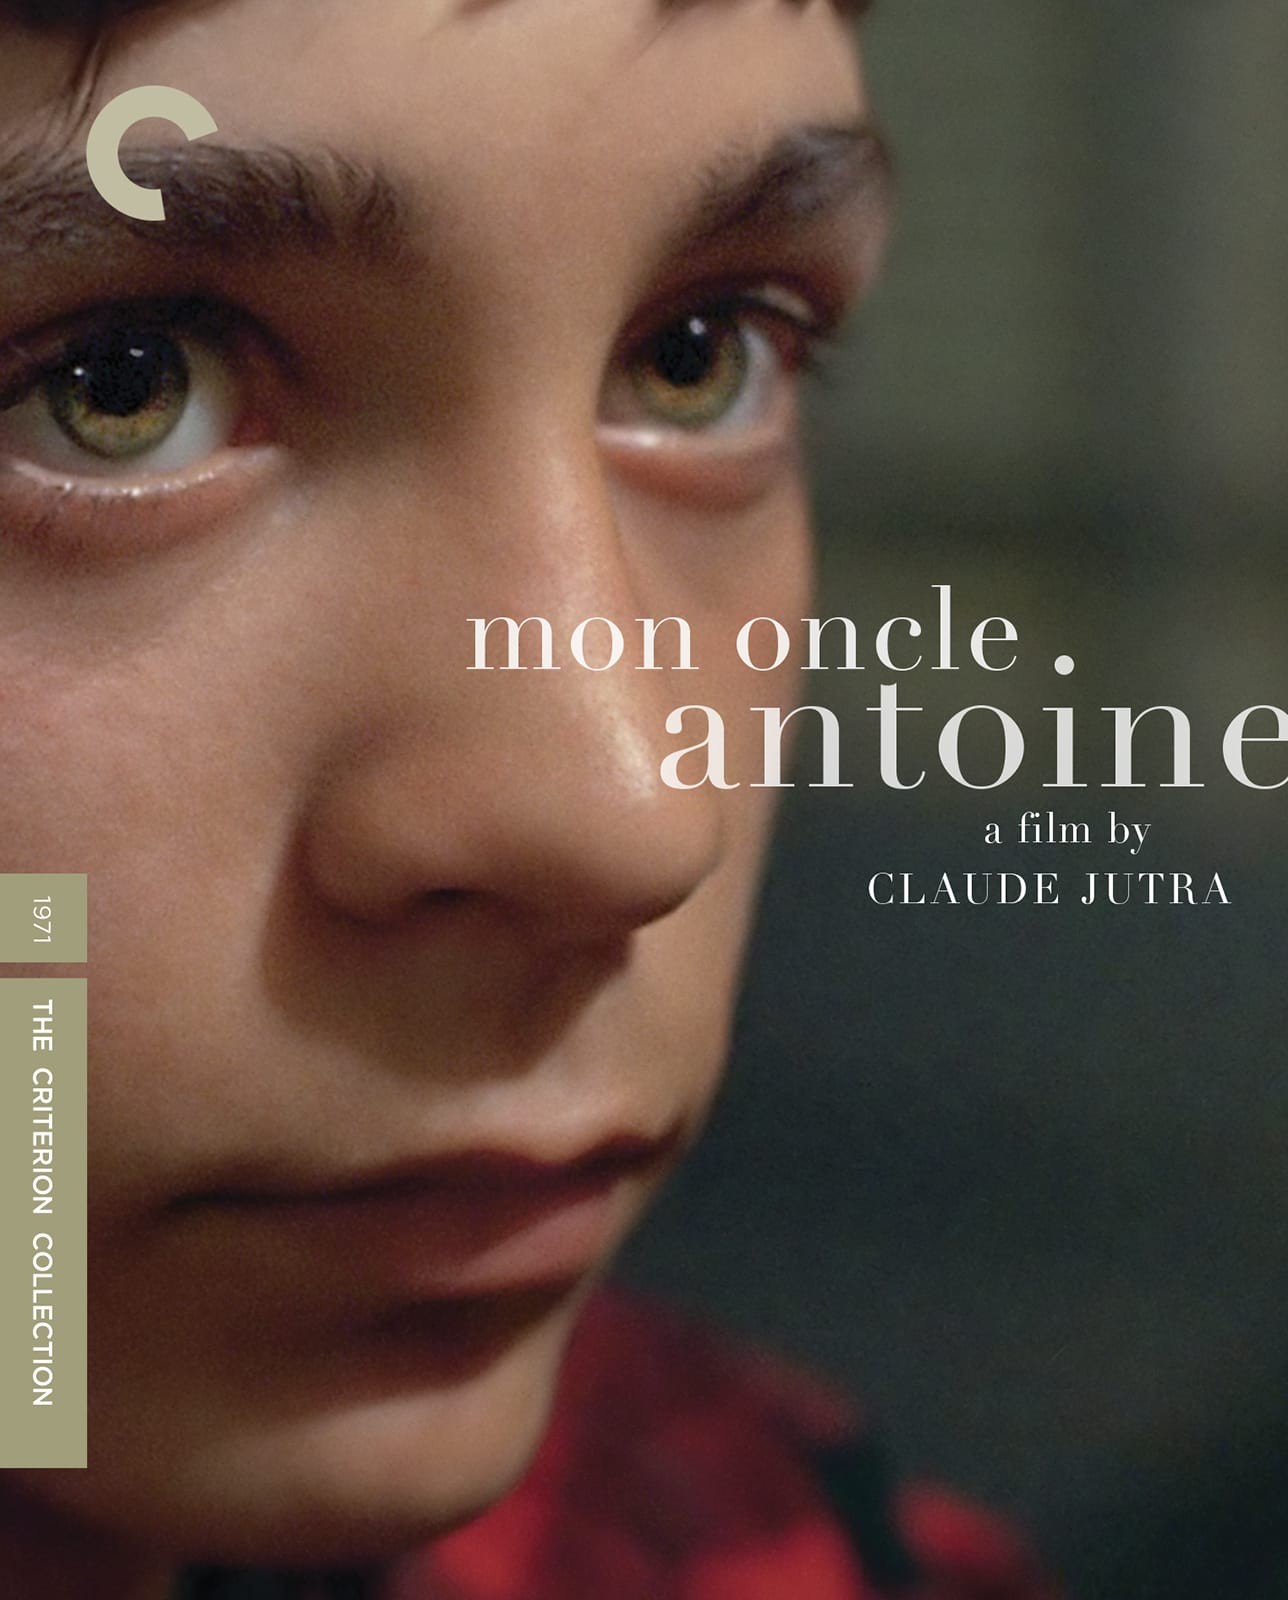 mon oncle
antoine
a film by
CLAUDE JUTRA
1971
THE CRITERION COLLECTION